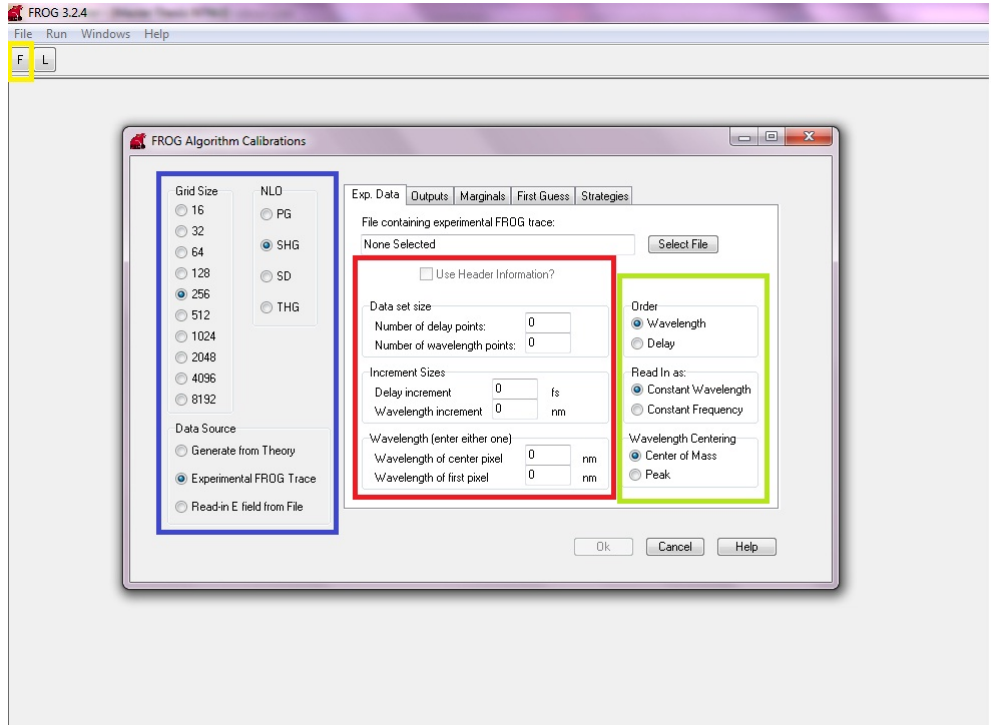 FROG 3.2.4
File Run Windows Help
F L
FROG Algorithm Calibrations
Grid Size
16
32
64
128
256
512
1024
2048
4096
8192
NLO
PG
SHG
SD
THG
Data Source
Generate from Theory
Experimental FROG Trace
Read-in E field from File
Exp. Data Outputs Marginals First Guess Strategies
File containing experimental FROG trace:
None Selected Select File
Use Header Information?
Data set size
Number of delay points: 0
Number of wavelength points: 0
Increment Sizes
Delay increment 0 fs
Wavelength increment 0 nm
Wavelength (enter either one)
Wavelength of center pixel 0 nm
Wavelength of first pixel 0 nm
Order
Wavelength
Delay
Read In as:
Constant Wavelength
Constant Frequency
Wavelength Centering
Center of Mass
Peak
Ok Cancel Help